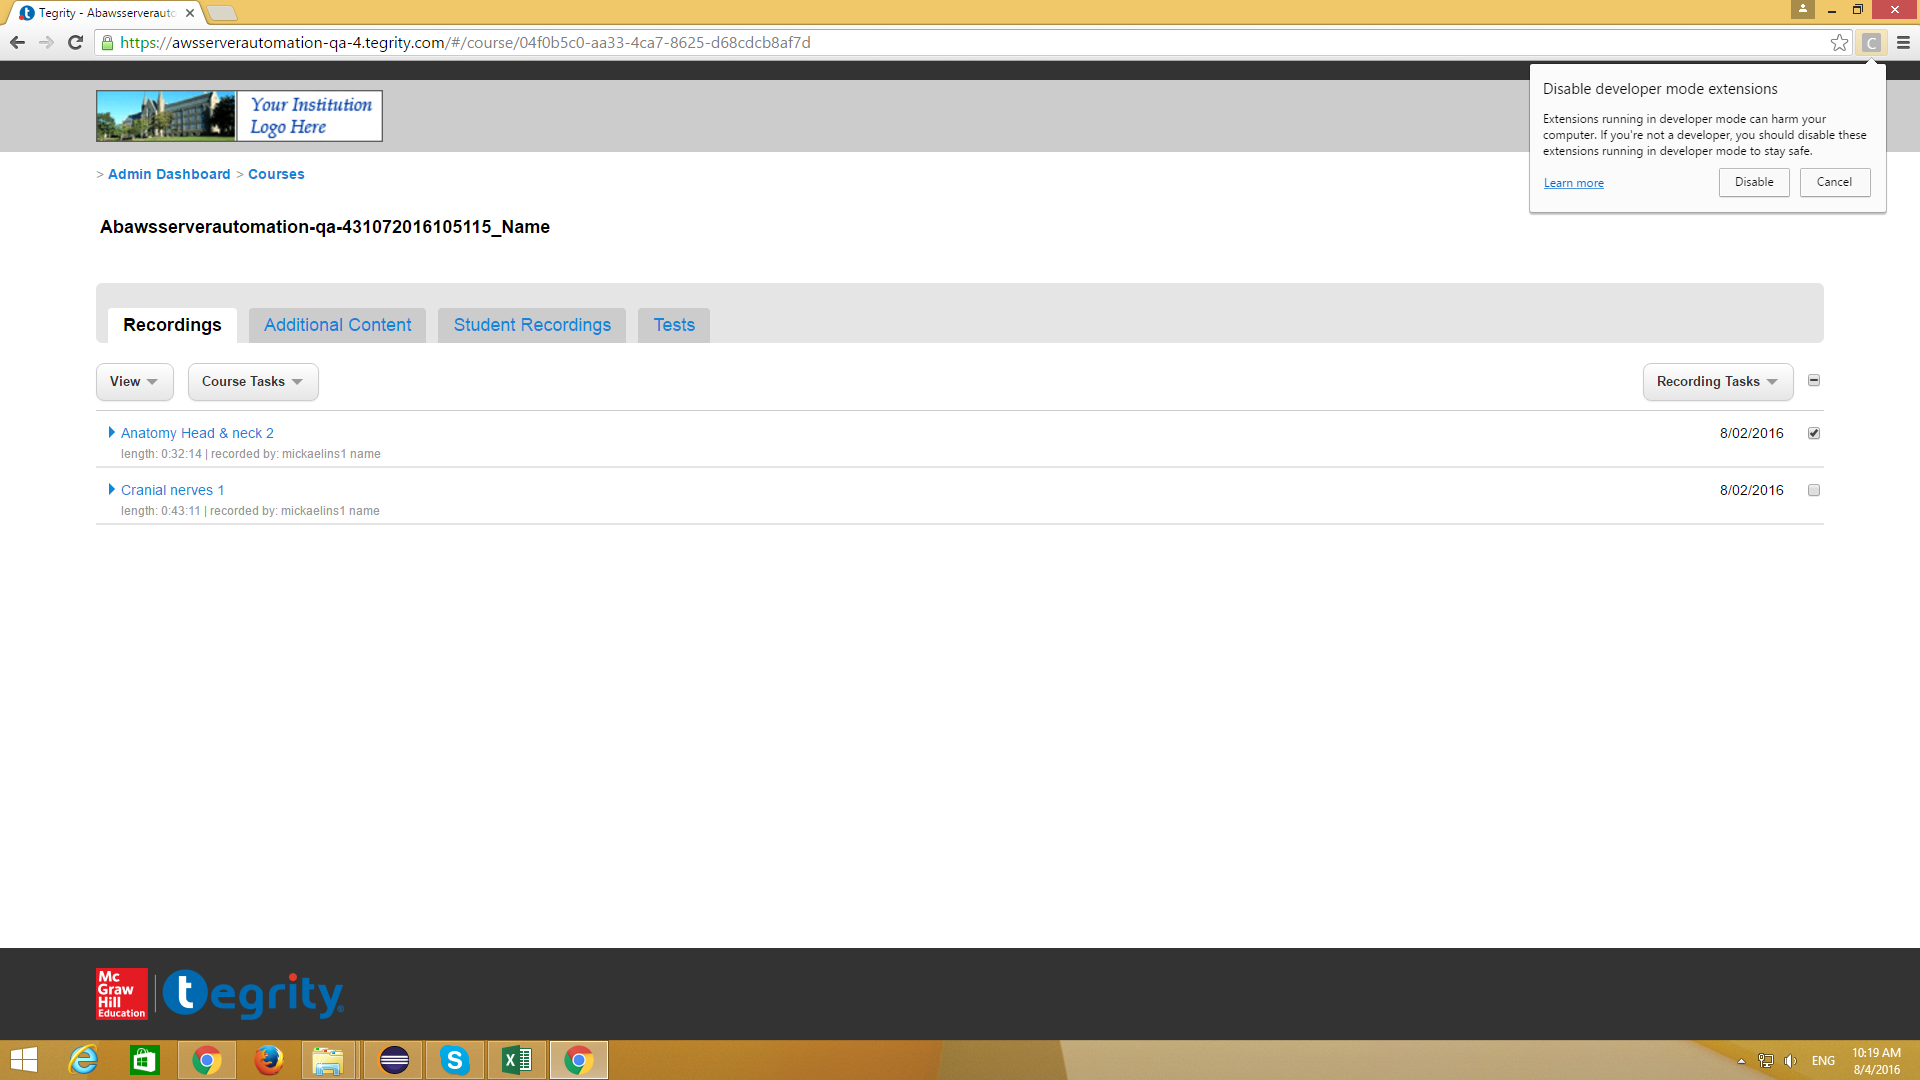 Tegrity - Abawsserverauto
https://awsserverautomation-qa-4.tegrity.com/#/course/04f0b5c0-aa33-4ca7-8625-d68cdcb8af7d
C
Disable developer mode extensions
Extensions running in developer mode can harm your
computer. If you're not a developer, you should disable these
extensions running in developer mode to stay safe.
Learn more
Disable
Cancel
Your Institution
Logo Here
> Admin Dashboard > Courses
Abawsserverautomation-qa-431072016105115_Name
Recordings
Additional Content
Student Recordings
Tests
View
Course Tasks
Recording Tasks
Anatomy Head & neck 2
8/02/2016
length: 0:32:14 | recorded by: mickaelins1 name
Cranial nerves 1
8/02/2016
length: 0:43:11 | recorded by: mickaelins1 name
Mc
Graw
Hill
Education
tegrity
ENG
10:19 AM
8/4/2016